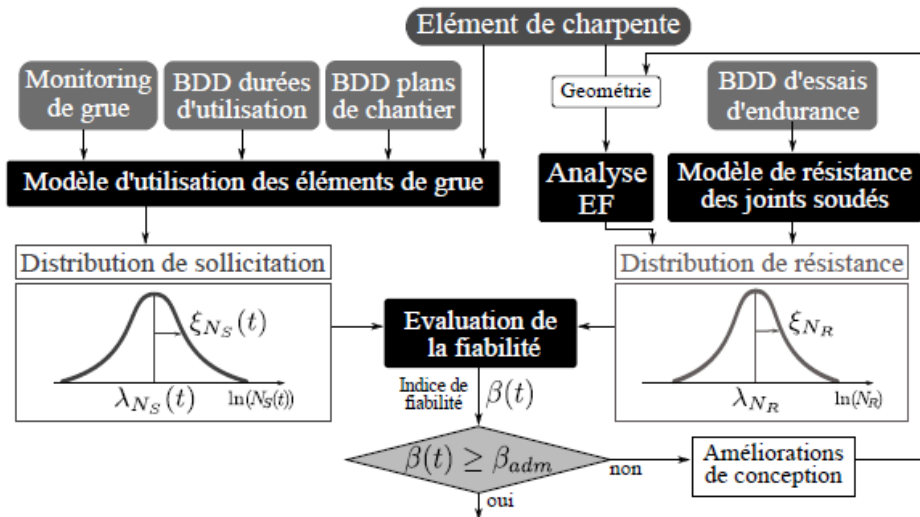 Elément de charpente
Monitoring
de grue
BDD durées
d'utilisation
BDD plans
de chantier
Geométrie
BDD d'essais
d'endurance
Modèle d'utilisation des éléments de grue
Analyse
EF
Modèle de résistance
des joints soudés
Distribution de sollicitation
Distribution de résistance
ξ_{N_S}(t)
λ_{N_S}(t)
ln(N_S(t))
Evaluation de
la fiabilité
ξ_{N_R}
λ_{N_R}
ln(N_R)
Indice de
fiabilité
β(t)
β(t) ≥ β_{adm}
non
oui
Améliorations
de conception